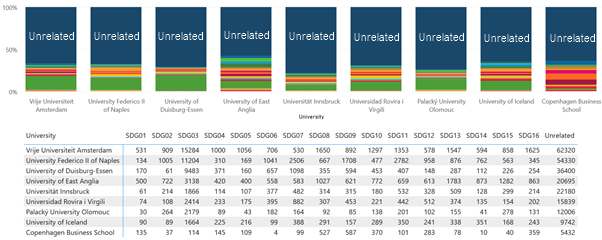 100%
Unrelated Unrelated Unrelated Unrelated Unrelated Unrelated Unrelated Unrelated Unrelated
50%
0%
Vrije Universiteit Amsterdam University Federico II of Naples University of Duisburg-Essen University of East Anglia Universität Innsbruck Universidad Rovira i Virgili Palacký University Olomouc University of Iceland Copenhagen Business School
University
University SDG01 SDG02 SDG03 SDG04 SDG05 SDG06 SDG07 SDG08 SDG09 SDG10 SDG11 SDG12 SDG13 SDG14 SDG15 SDG16 Unrelated
Vrije Universiteit Amsterdam 531 909 15284 1000 1056 706 530 1650 892 1297 1353 578 1547 594 858 1625 62320
University Federico II of Naples 134 1005 11204 310 169 1041 2506 667 1708 477 2782 958 876 762 563 345 54330
University of Duisburg-Essen 170 61 9483 371 160 657 1098 355 594 453 407 148 287 112 226 254 36400
University of East Anglia 500 722 3138 420 400 558 583 1027 621 772 659 613 1783 873 1282 863 20695
Universität Innsbruck 61 214 1866 114 107 377 482 314 315 180 532 328 509 128 299 214 22180
Universidad Rovira i Virgili 74 108 2414 233 175 395 882 307 453 221 442 512 374 135 154 202 15839
Palacký University Olomouc 30 264 2179 89 43 182 164 92 85 138 201 102 155 41 278 131 12006
University of Iceland 90 89 1664 225 216 99 388 291 157 289 350 130 351 168 368 249 9742
Copenhagen Business School 135 37 114 145 109 4 99 527 587 370 101 283 78 10 40 359 5432